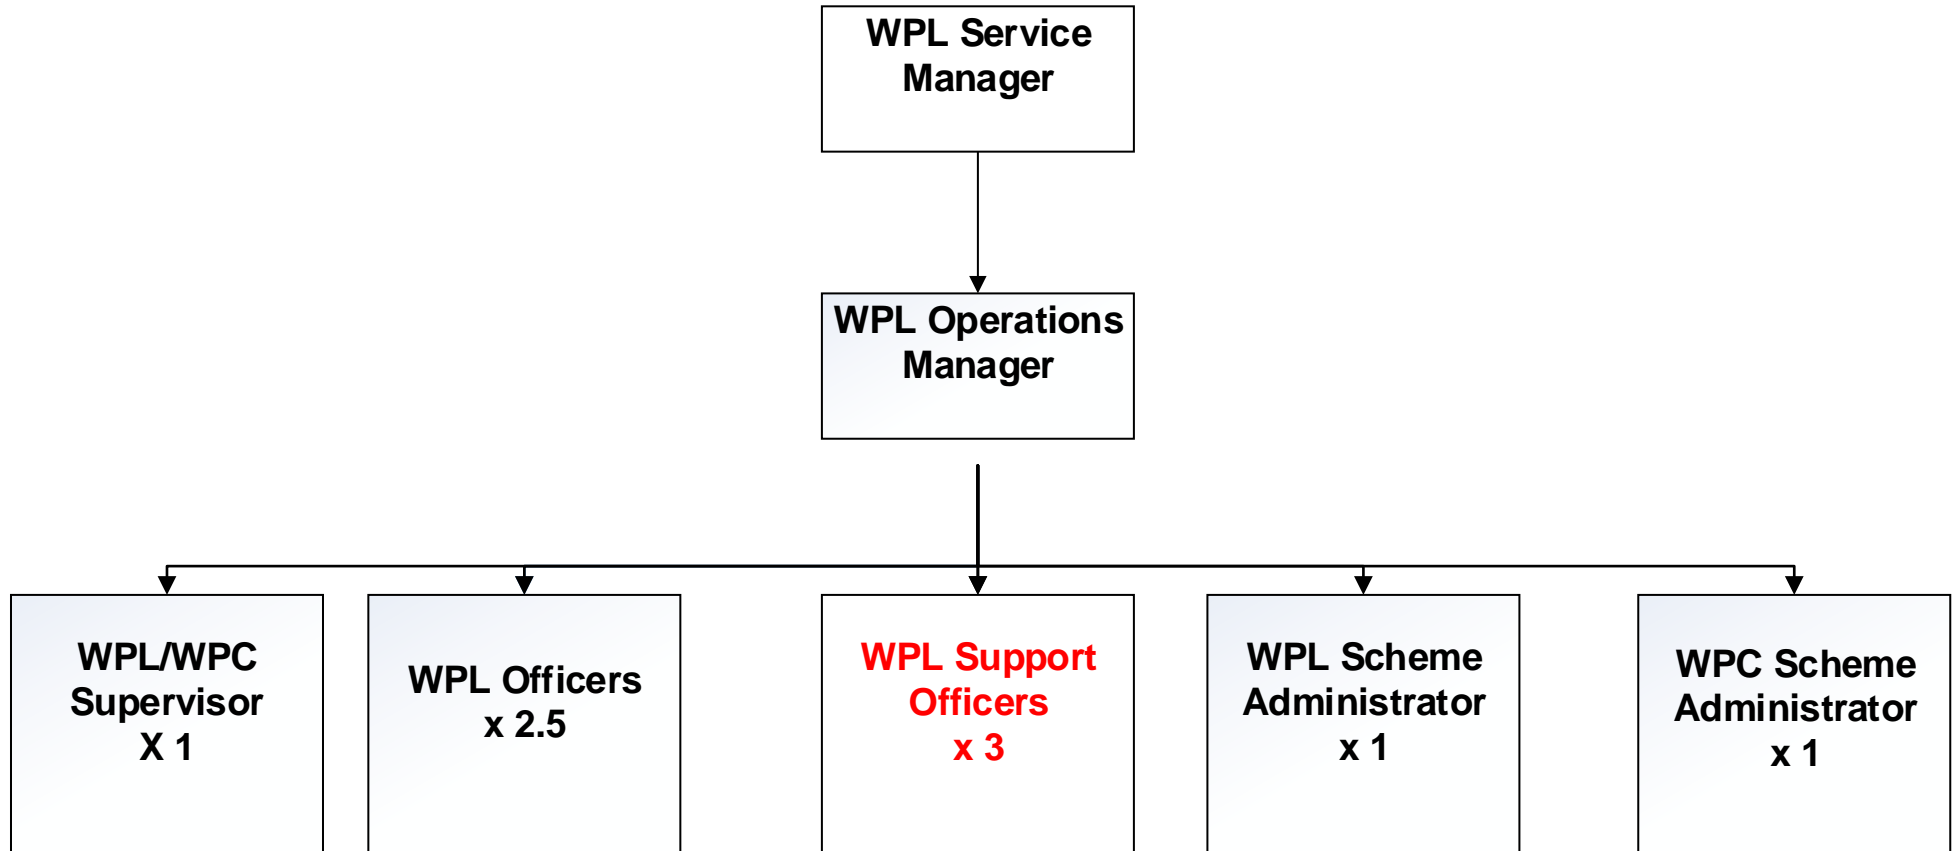 WPL Service
Manager
WPL Operations
Manager
WPL/WPC
Supervisor
X 1
WPL Officers
x 2.5
WPL Support
Officers
x 3
WPL Scheme
Administrator
x 1
WPC Scheme
Administrator
x 1